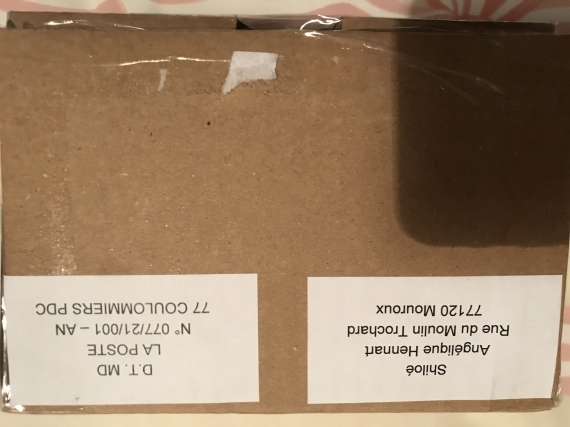 Shiloé
Angélique Hennart
Rue du Moulin Trochard
77120 Mouroux
D.T. MD
LA POSTE
N° 077/21/001 – AN
77 COULOMMIERS PDC